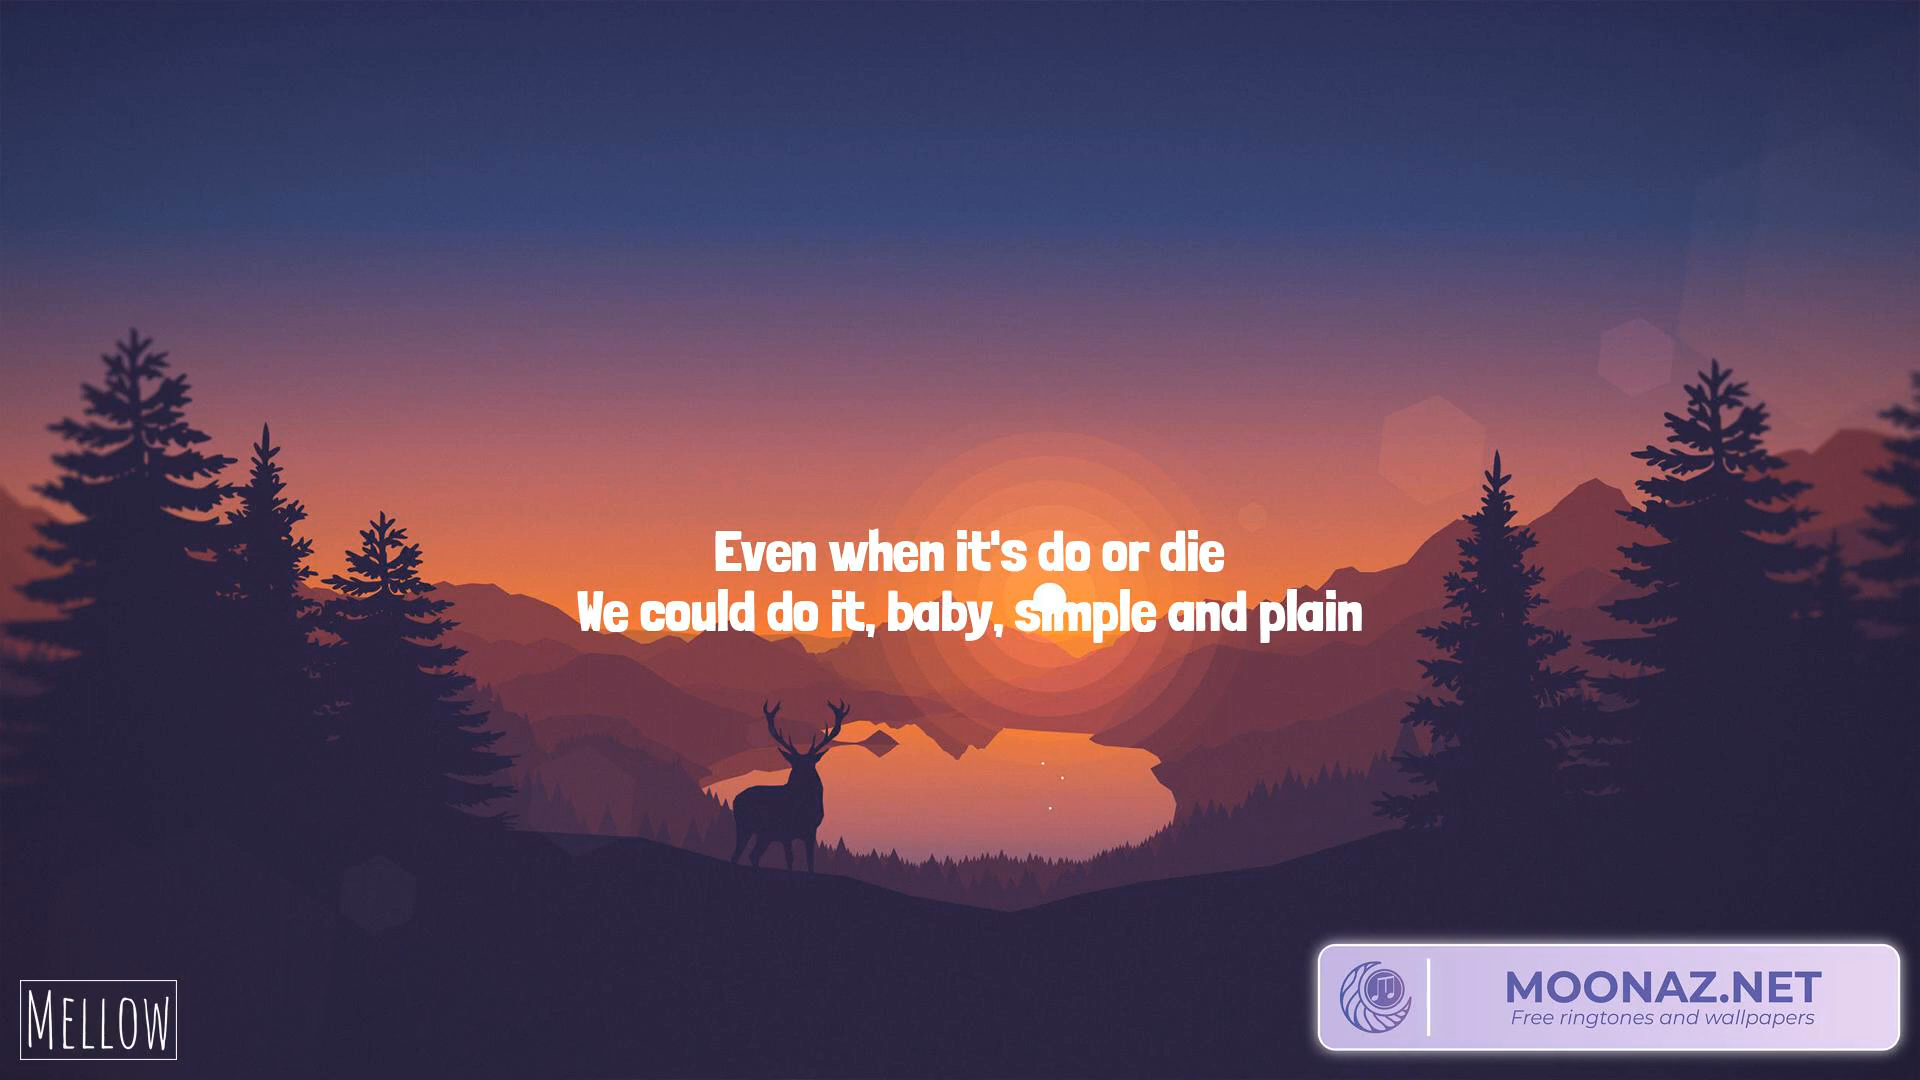 Even when it's do or die
We could do it, baby, simple and plain
MELLOW
MOONAZ.NET
Free ringtones and wallpapers